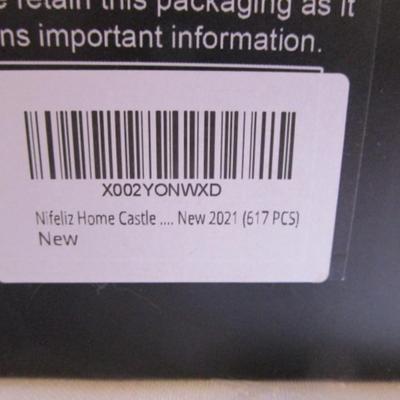 retain this packaging as it
ns important information.
X002YONWXD
Nifeliz Home Castle .... New 2021 (617 PCS)
New